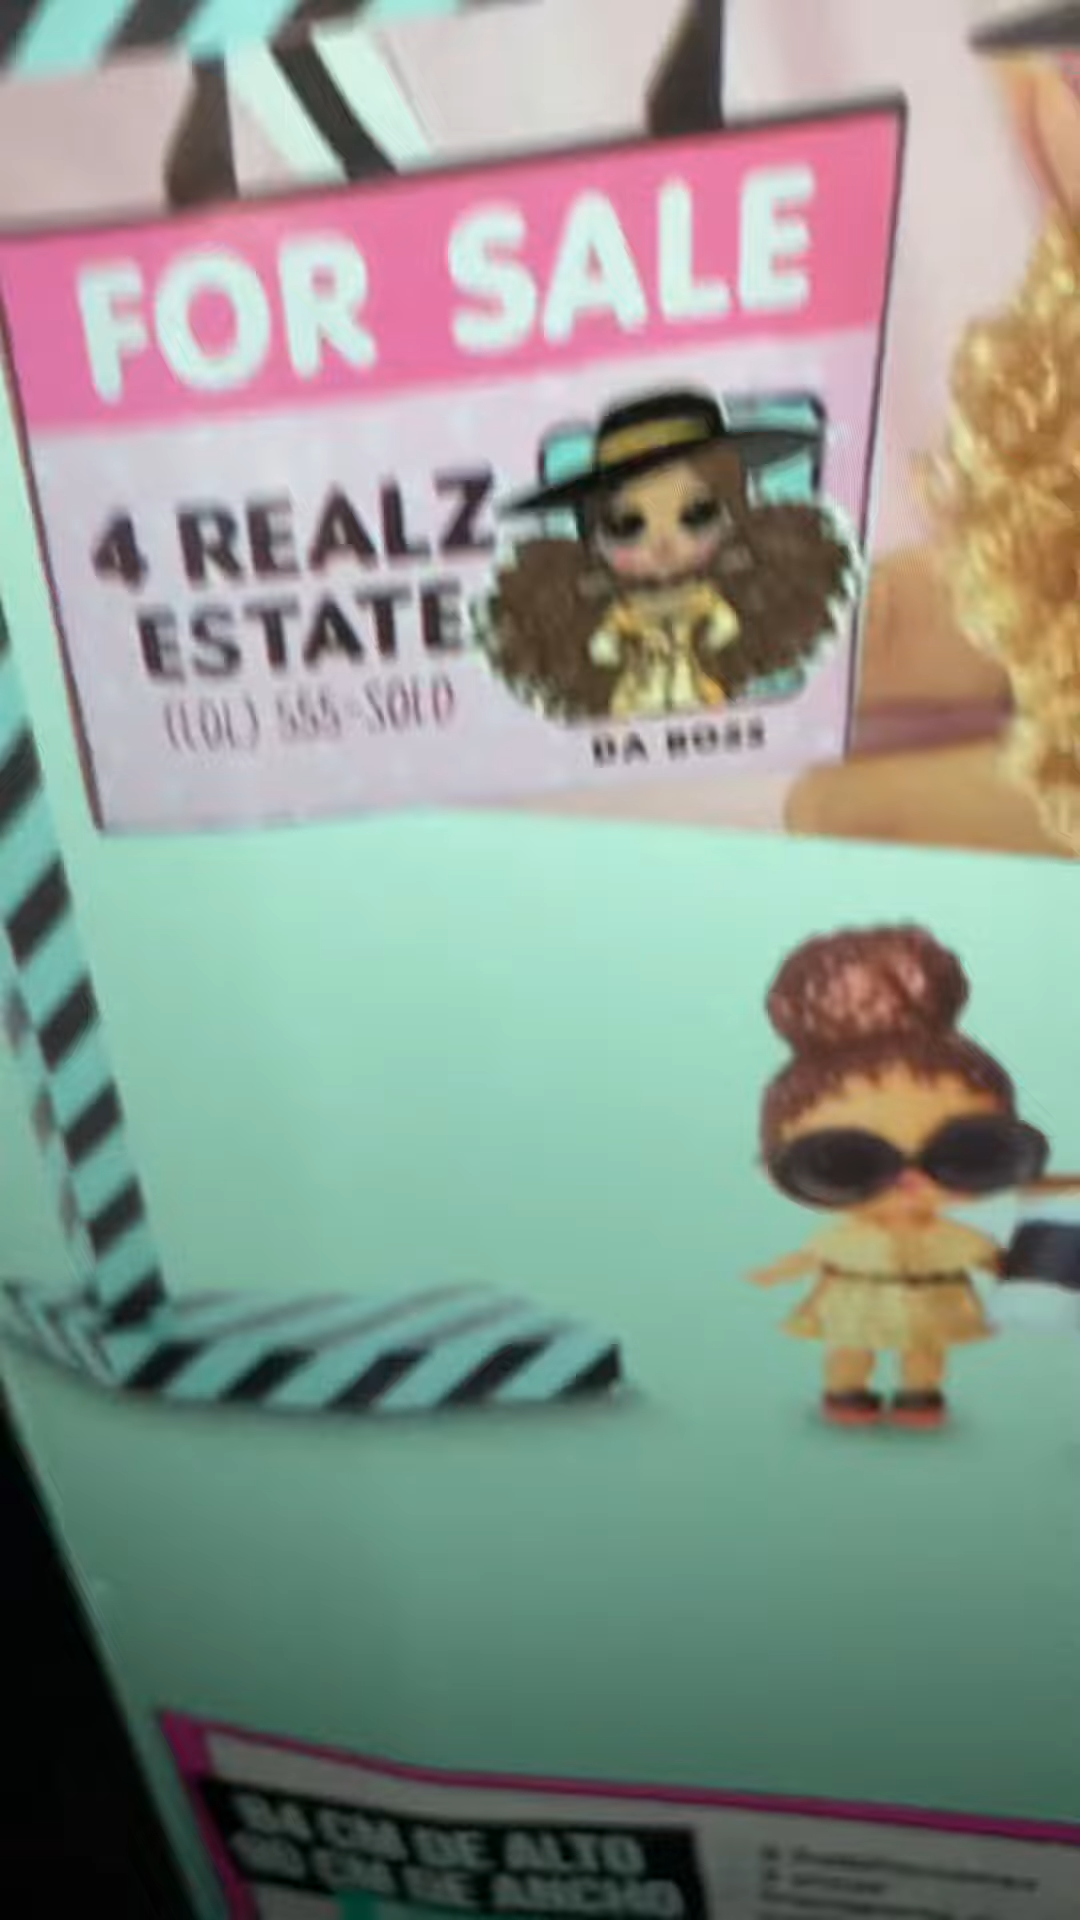 FOR SALE
4 REALZ
ESTATE
(LOL) 555-SOLD
DA BOSS
84 CM DE ALTO
90 CM DE ANCHO